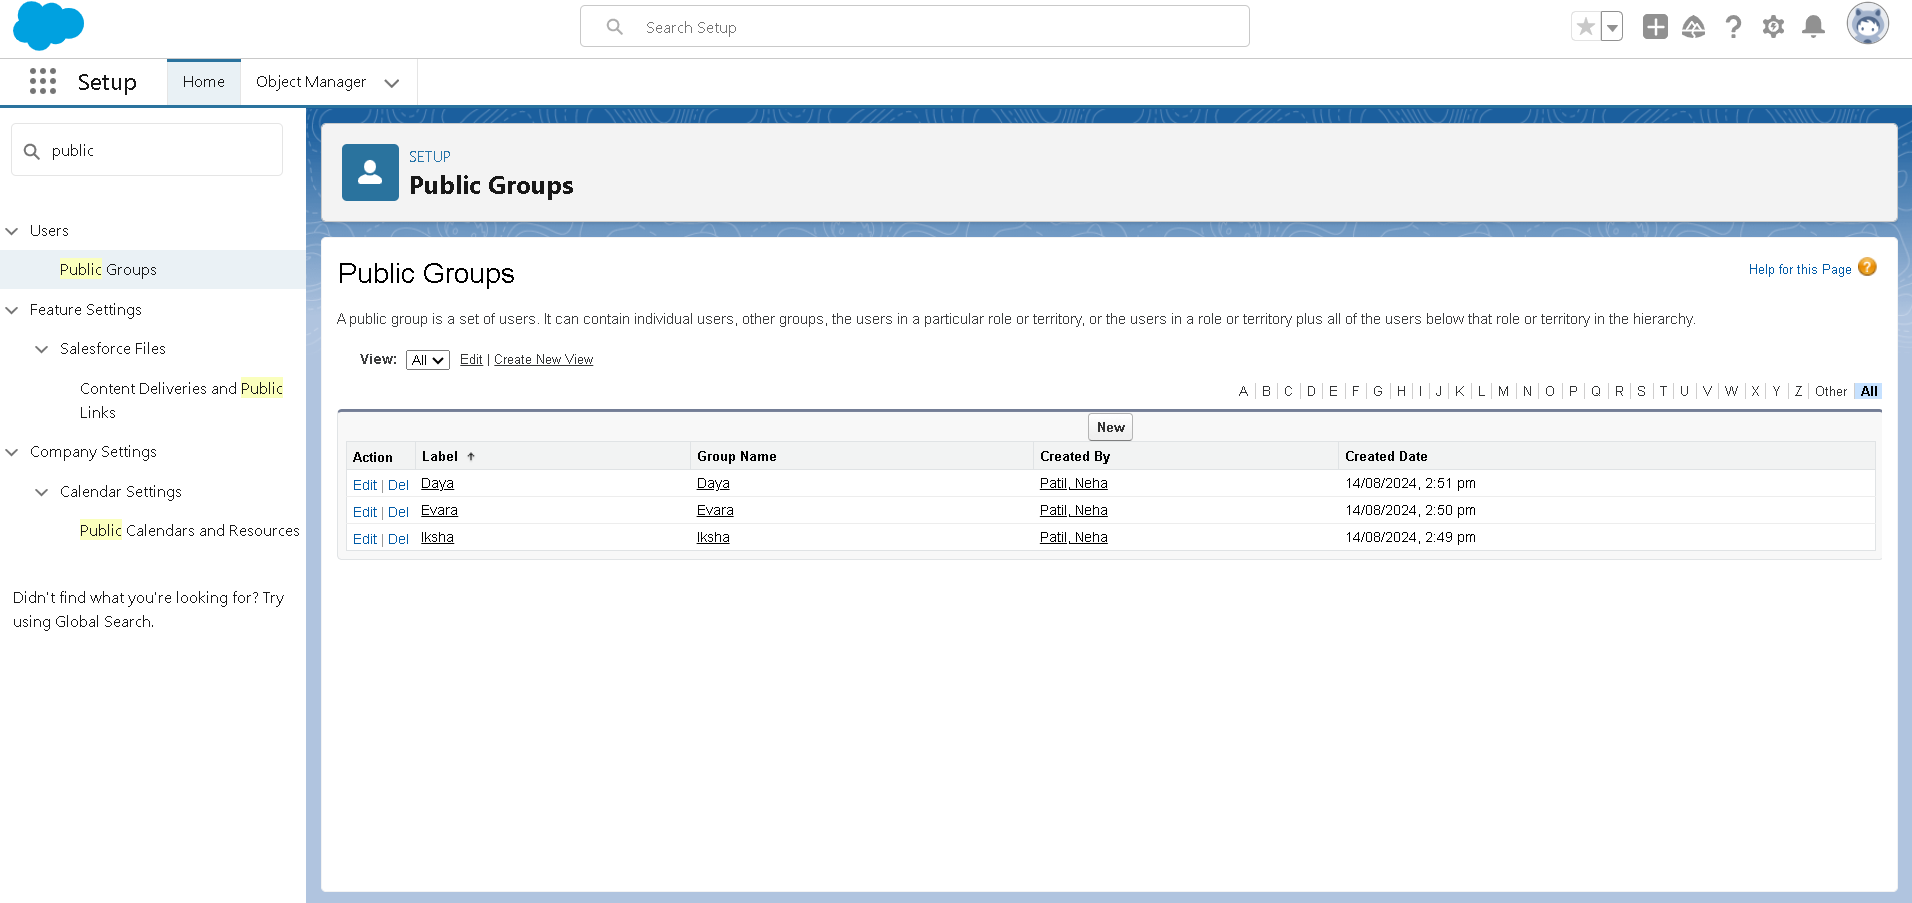 Search Setup
Setup
Home
Object Manager
public
Users
Public Groups
Feature Settings
Salesforce Files
Content Deliveries and Public
Links
Company Settings
Calendar Settings
Public Calendars and Resources
Didn't find what you're looking for? Try
using Global Search.
SETUP
Public Groups
Public Groups
Help for this Page ?
A public group is a set of users. It can contain individual users, other groups, the users in a particular role or territory, or the users in a role or territory plus all of the users below that role or territory in the hierarchy.
View: All Edit | Create New View
A | B | C | D | E | F | G | H | I | J | K | L | M | N | O | P | Q | R | S | T | U | V | W | X | Y | Z | Other | All
New
Action Label Group Name Created By Created Date
Edit | Del Daya Daya Patil, Neha 14/08/2024, 2:51 pm
Edit | Del Evara Evara Patil, Neha 14/08/2024, 2:50 pm
Edit | Del Iksha Iksha Patil, Neha 14/08/2024, 2:49 pm